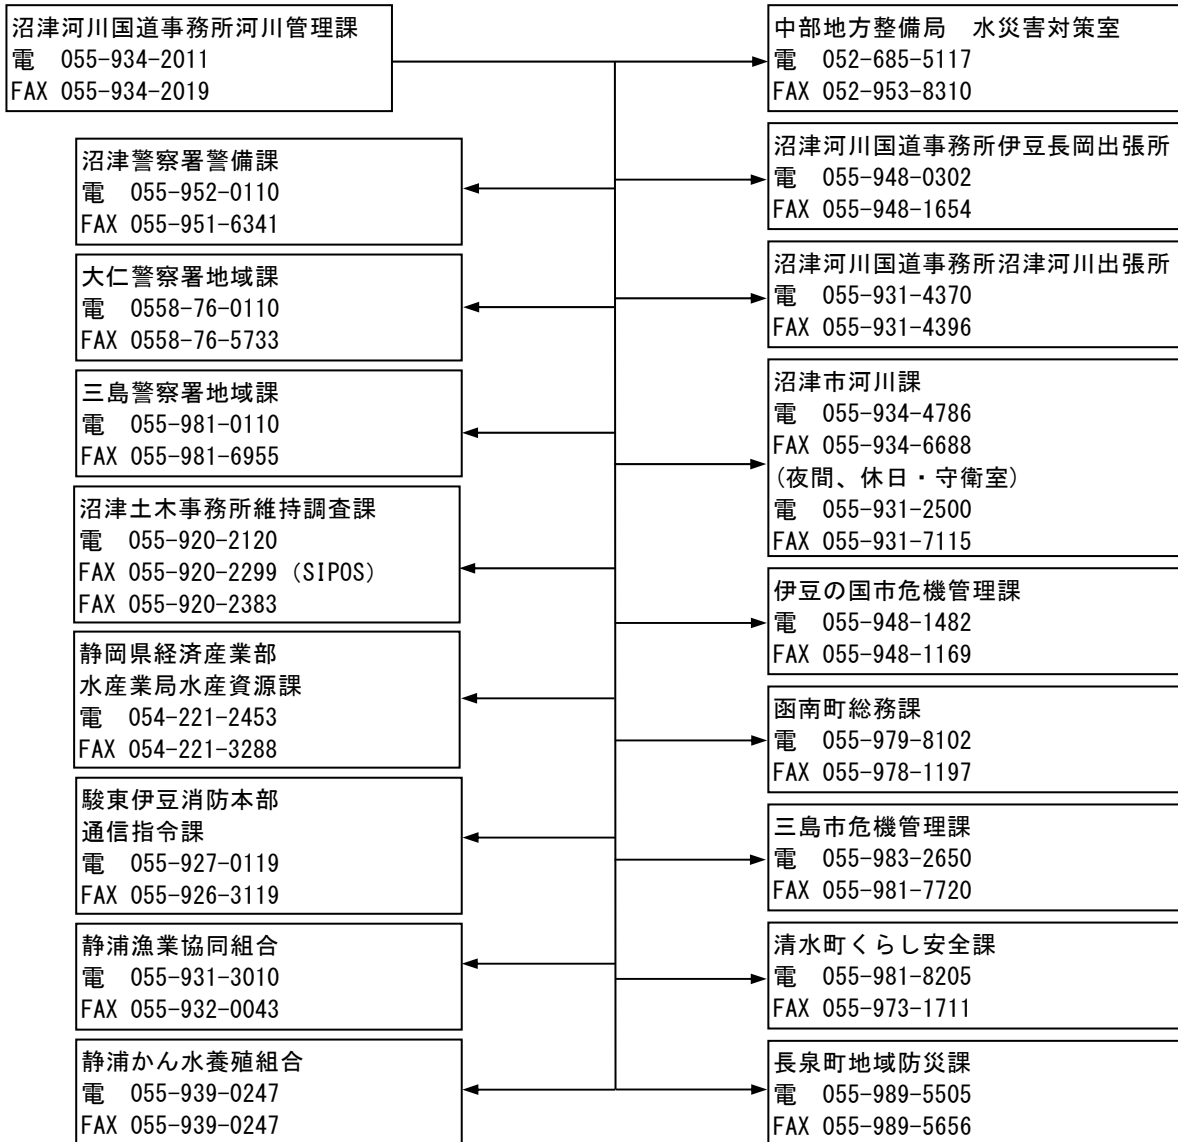 沼津河川国道事務所河川管理課
電　055-934-2011
FAX 055-934-2019
沼津警察署警備課
電　055-952-0110
FAX 055-951-6341
大仁警察署地域課
電　0558-76-0110
FAX 0558-76-5733
三島警察署地域課
電　055-981-0110
FAX 055-981-6955
沼津土木事務所維持調査課
電　055-920-2120
FAX 055-920-2299 (SIPOS)
FAX 055-920-2383
静岡県経済産業部
水産業局水産資源課
電　054-221-2453
FAX 054-221-3288
駿東伊豆消防本部
通信指令課
電　055-927-0119
FAX 055-926-3119
静浦漁業協同組合
電　055-931-3010
FAX 055-932-0043
静浦かん水養殖組合
電　055-939-0247
FAX 055-939-0247
中部地方整備局　水災害対策室
電　052-685-5117
FAX 052-953-8310
沼津河川国道事務所伊豆長岡出張所
電　055-948-0302
FAX 055-948-1654
沼津河川国道事務所沼津河川出張所
電　055-931-4370
FAX 055-931-4396
沼津市河川課
電　055-934-4786
FAX 055-934-6688
(夜間、休日・守衛室)
電　055-931-2500
FAX 055-931-7115
伊豆の国市危機管理課
電　055-948-1482
FAX 055-948-1169
函南町総務課
電　055-979-8102
FAX 055-978-1197
三島市危機管理課
電　055-983-2650
FAX 055-981-7720
清水町くらし安全課
電　055-981-8205
FAX 055-973-1711
長泉町地域防災課
電　055-989-5505
FAX 055-989-5656